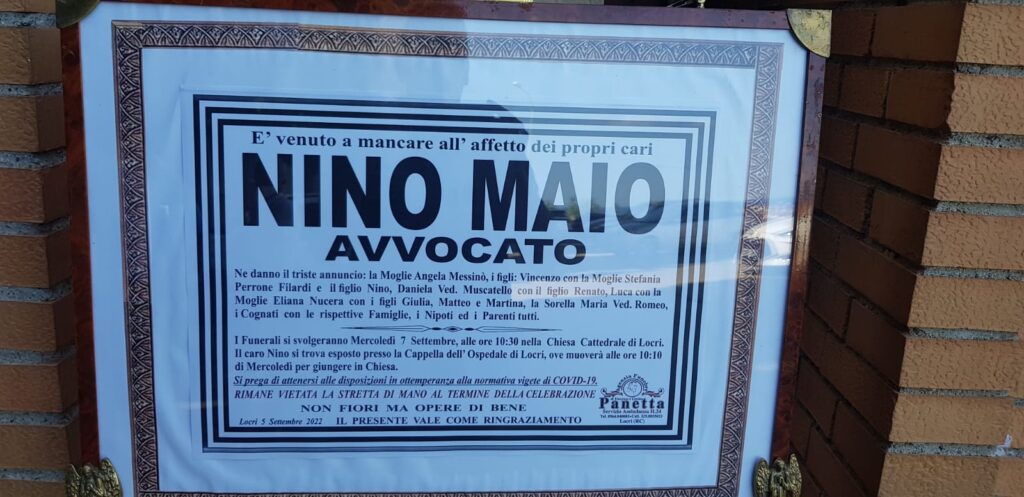 E' venuto a mancare all' affetto dei propri cari
NINO MAIO
AVVOCATO
Ne danno il triste annuncio: la Moglie Angela Messinò, i figli: Vincenzo con la Moglie Stefania
Perrone Filardi e il figlio Nino, Daniela Ved. Muscatello con il figlio Renato, Luca con la
Moglie Eliana Nucera con i figli Giulia, Matteo e Martina, la Sorella Maria Ved. Romeo,
i Cognati con le rispettive Famiglie, i Nipoti ed i Parenti tutti.
I Funerali si svolgeranno Mercoledì 7 Settembre, alle ore 10:30 nella Chiesa Cattedrale di Locri.
Il caro Nino si trova esposto presso la Cappella dell' Ospedale di Locri, ove muoverà alle ore 10:10
di Mercoledì per giungere in Chiesa.
Si prega di attenersi alle disposizioni in ottemperanza alla normativa vigete di COVID-19.
RIMANE VIETATA LA STRETTA DI MANO AL TERMINE DELLA CELEBRAZIONE
NON FIORI MA OPERE DI BENE
Locri 5 Settembre 2022 IL PRESENTE VALE COME RINGRAZIAMENTO
Panetta
Servizio Ambulanza H.24
Locri (RC)